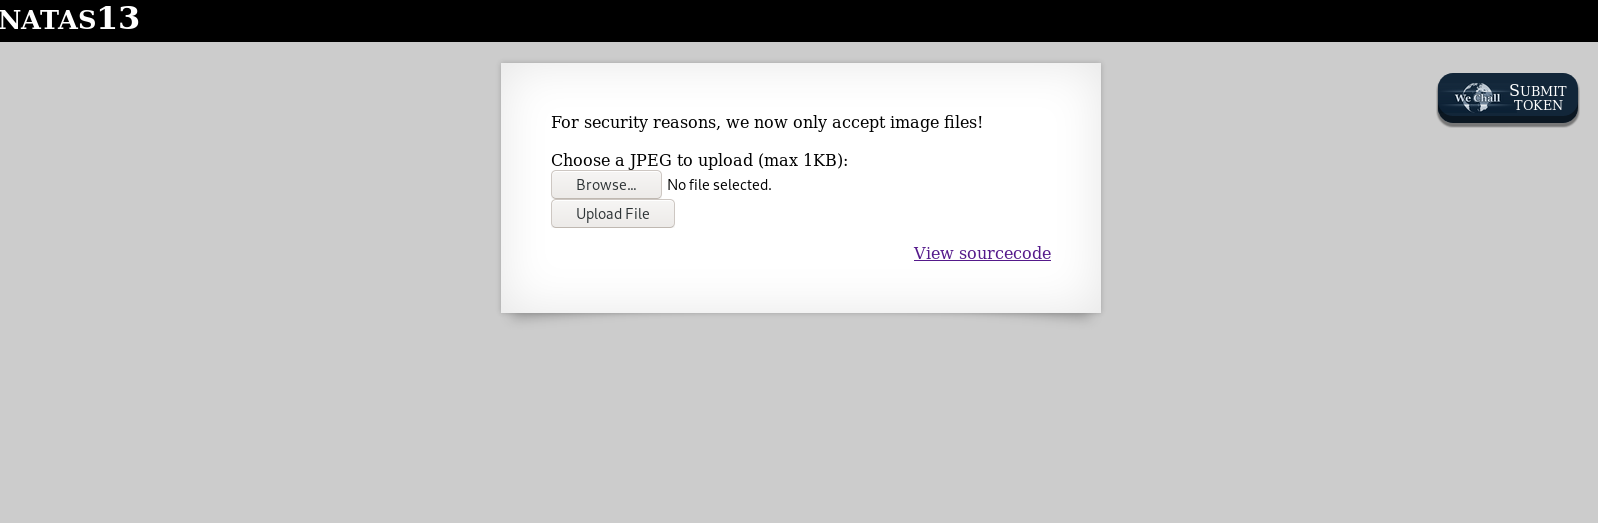 NATAS13
For security reasons, we now only accept image files!
Choose a JPEG to upload (max 1KB):
Browse... No file selected.
Upload File
View sourcecode
We Chall
SUBMIT
TOKEN